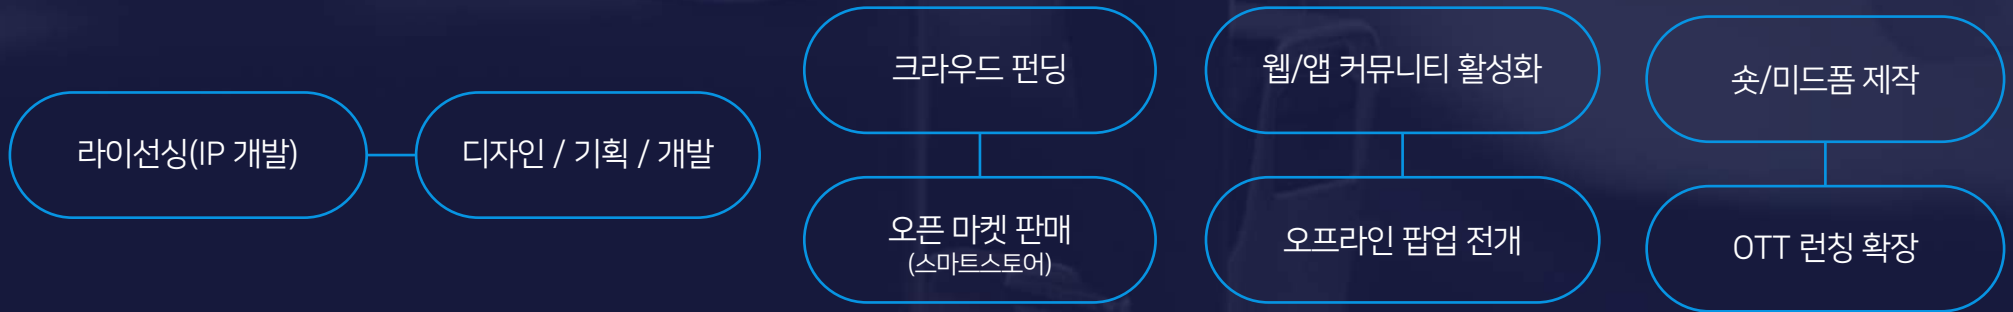 라이선싱(IP 개발)
디자인 / 기획 / 개발
크라우드 펀딩
오픈 마켓 판매
(스마트스토어)
웹/앱 커뮤니티 활성화
오프라인 팝업 전개
숏/미드폼 제작
OTT 런칭 확장